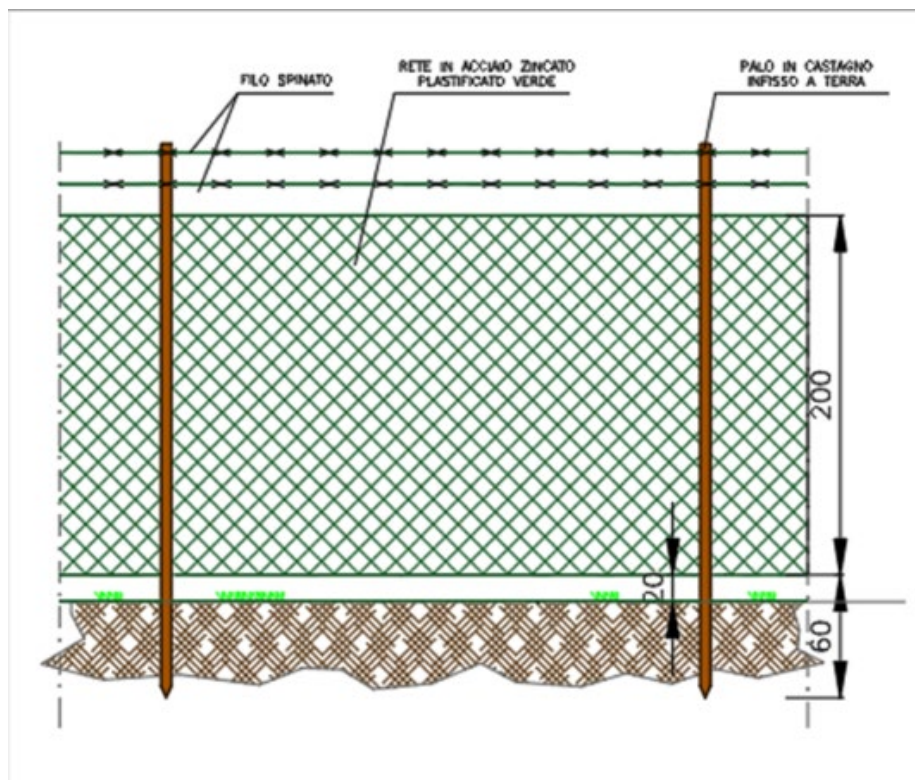 FILO SPINATO
RETE IN ACCIAIO ZINCATO
PLASTIFICATO VERDE
PALO IN CASTAGNO
INFISSO A TERRA
200
20
60